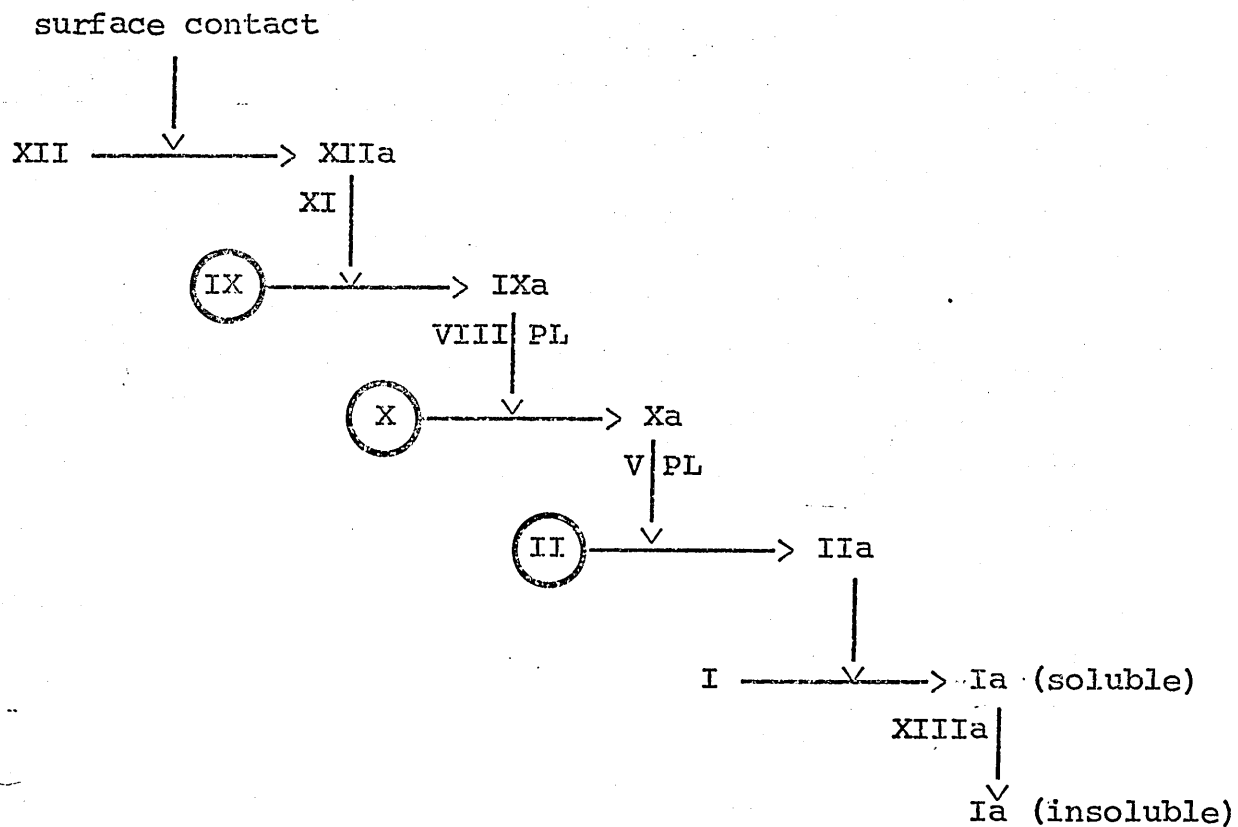 surface contact
XII XIIa
XI
IX IXa
VIII PL
X Xa
V PL
II IIa
I Ia (soluble)
XIIIa
Ia (insoluble)